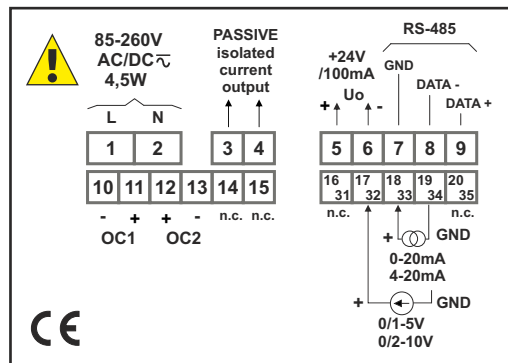 85-260V
AC/DC
4,5W
L N
PASSIVE
isolated
current
output
+24V
/100mA
Uo
+ -
RS-485
GND
DATA -
DATA +
1 2 3 4 5 6 7 8 9
10 11 12 13 14 15
16 31 17 32 18 33 19 34 20 35
- + + - n.c. n.c. n.c. n.c.
OC1 OC2
+ GND
0-20mA
4-20mA
+ GND
0/1-5V
0/2-10V
CE